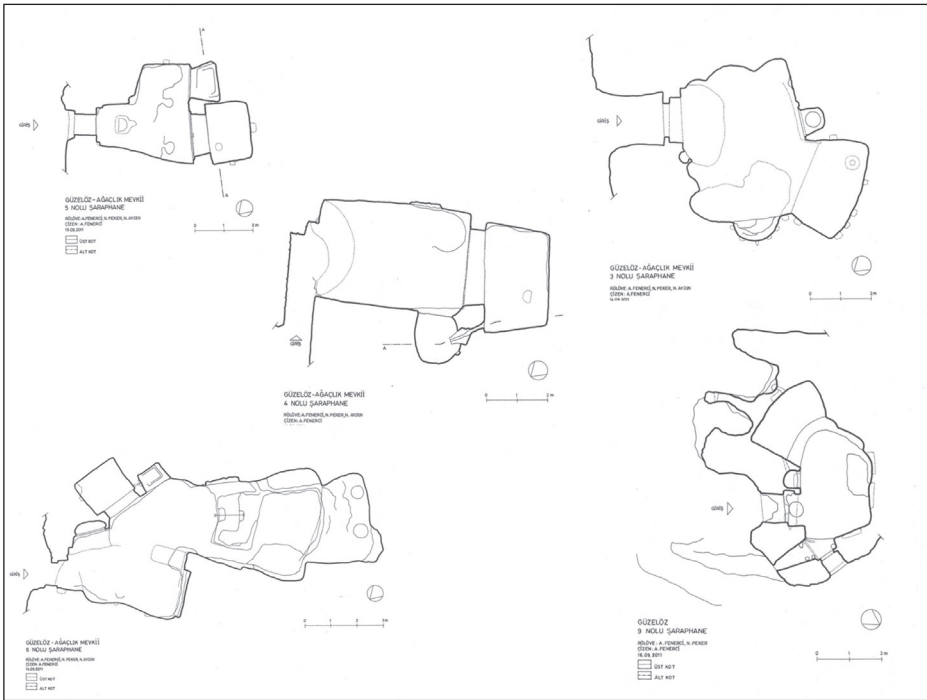 A
GİRİŞ
A
GÜZELÖZ-AĞAÇLIK MEVKİİ
5 NOLU ŞARAPHANE
RÖLÖVE: A.FENERCİ, N. PEKER, N. AYDIN
ÇİZEN: A.FENERCİ
ÜST KOT
ALT KOT
0 1 2m
GİRİŞ
GÜZELÖZ-AĞAÇLIK MEVKİİ
3 NOLU ŞARAPHANE
RÖLÖVE: A. FENERCİ, N. PEKER, N. AYDIN
ÇİZEN: A. FENERCİ
0 1 2m
GİRİŞ
A
GÜZELÖZ-AĞAÇLIK MEVKİİ
4 NOLU ŞARAPHANE
RÖLÖVE: A.FENERCİ, N. PEKER, N. AYDIN
ÇİZEN: A.FENERCİ
0 1 2m
GİRİŞ
GÜZELÖZ-AĞAÇLIK MEVKİİ
6 NOLU ŞARAPHANE
RÖLÖVE: A.FENERCİ, N. PEKER, N. AYDIN
ÇİZEN: A.FENERCİ
ÜST KOT
ALT KOT
0 1 2 3m
GİRİŞ
GÜZELÖZ
9 NOLU ŞARAPHANE
RÖLÖVE: A. FENERCİ, N. PEKER
ÇİZEN: A. FENERCİ
16.09.2011
ÜST KOT
ALT KOT
0 1 2m